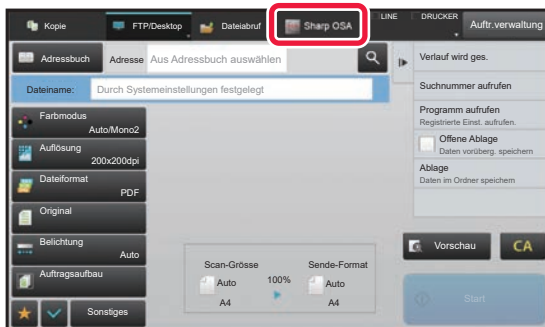 Kopie
FTP/Desktop
Dateiabruf
Sharp OSA
LINE
DRUCKER
Auftr.verwaltung
Adressbuch
Adresse
Aus Adressbuch auswählen
Verlauf wird ges.
Dateiname:
Durch Systemeinstellungen festgelegt
Suchnummer aufrufen
Farbmodus
Auto/Mono2
Programm aufrufen
Registrierte Einst. aufrufen.
Auflösung
200x200dpi
Offene Ablage
Daten vorüberg. speichern
Dateiformat
PDF
Ablage
Daten im Ordner speichern
Original
Belichtung
Auto
Vorschau
CA
Scan-Grösse
Sende-Format
Auftragsaufbau
Auto
100%
Auto
A4
A4
Start
Sonstiges